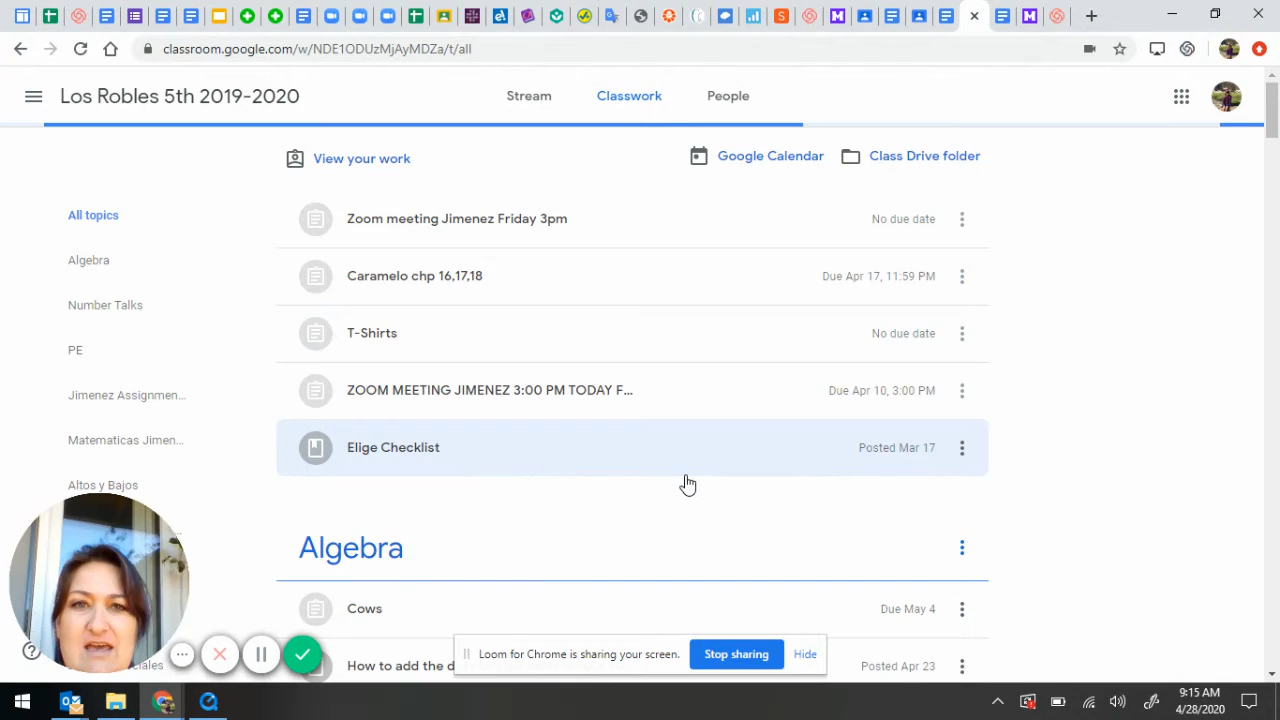 classroom.google.com/w/NDE1ODUzMjAyMDZa/t/all
Los Robles 5th 2019-2020
Stream
Classwork
People
View your work
Google Calendar
Class Drive folder
All topics
Algebra
Number Talks
PE
Jimenez Assignmen...
Matematicas Jimen...
Altos y Bajos
Zoom meeting Jimenez Friday 3pm
No due date
Caramelo chp 16,17,18
Due Apr 17, 11:59 PM
T-Shirts
No due date
ZOOM MEETING JIMENEZ 3:00 PM TODAY F...
Due Apr 10, 3:00 PM
Elige Checklist
Posted Mar 17
Algebra
Cows
Due May 4
How to add the d
Posted Apr 23
Loom for Chrome is sharing your screen.
Stop sharing
Hide
9:15 AM
4/28/2020